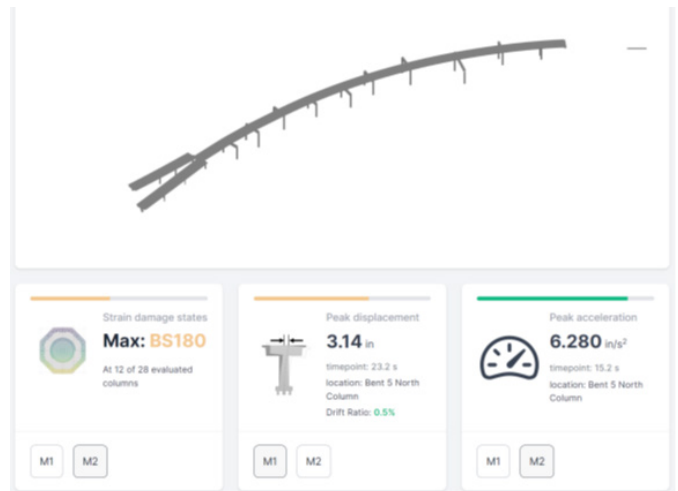 Strain damage states
Max: BS180
At 12 of 28 evaluated
columns
M1 M2
Peak displacement
3.14 in
timepoint: 23.2 s
location: Bent 5 North
Column
Drift Ratio: 0.5%
M1 M2
Peak acceleration
6.280 in/s²
timepoint: 15.2 s
location: Bent 5 North
Column
M1 M2